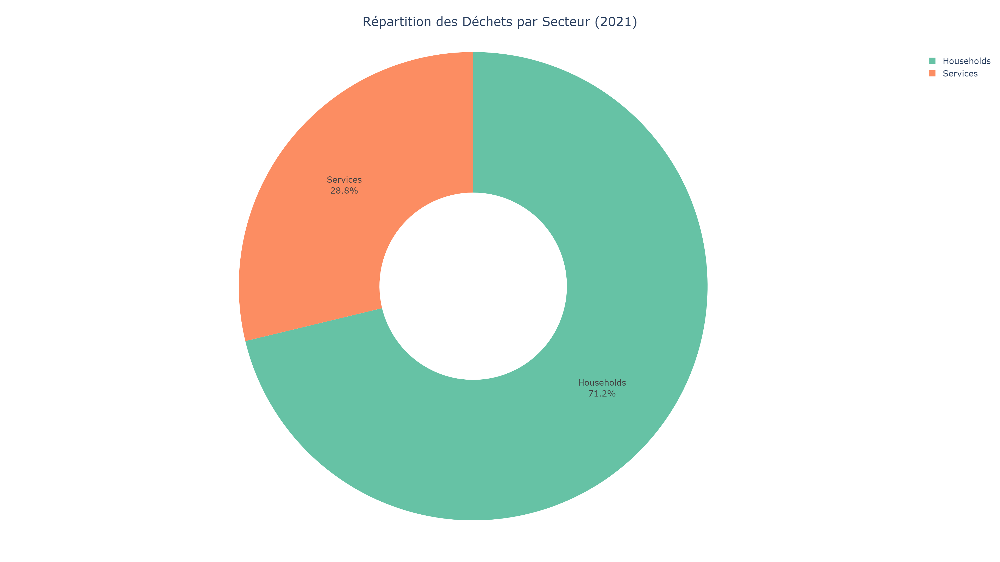 Répartition des Déchets par Secteur (2021)
Households
Services
Services
28.8%
Households
71.2%